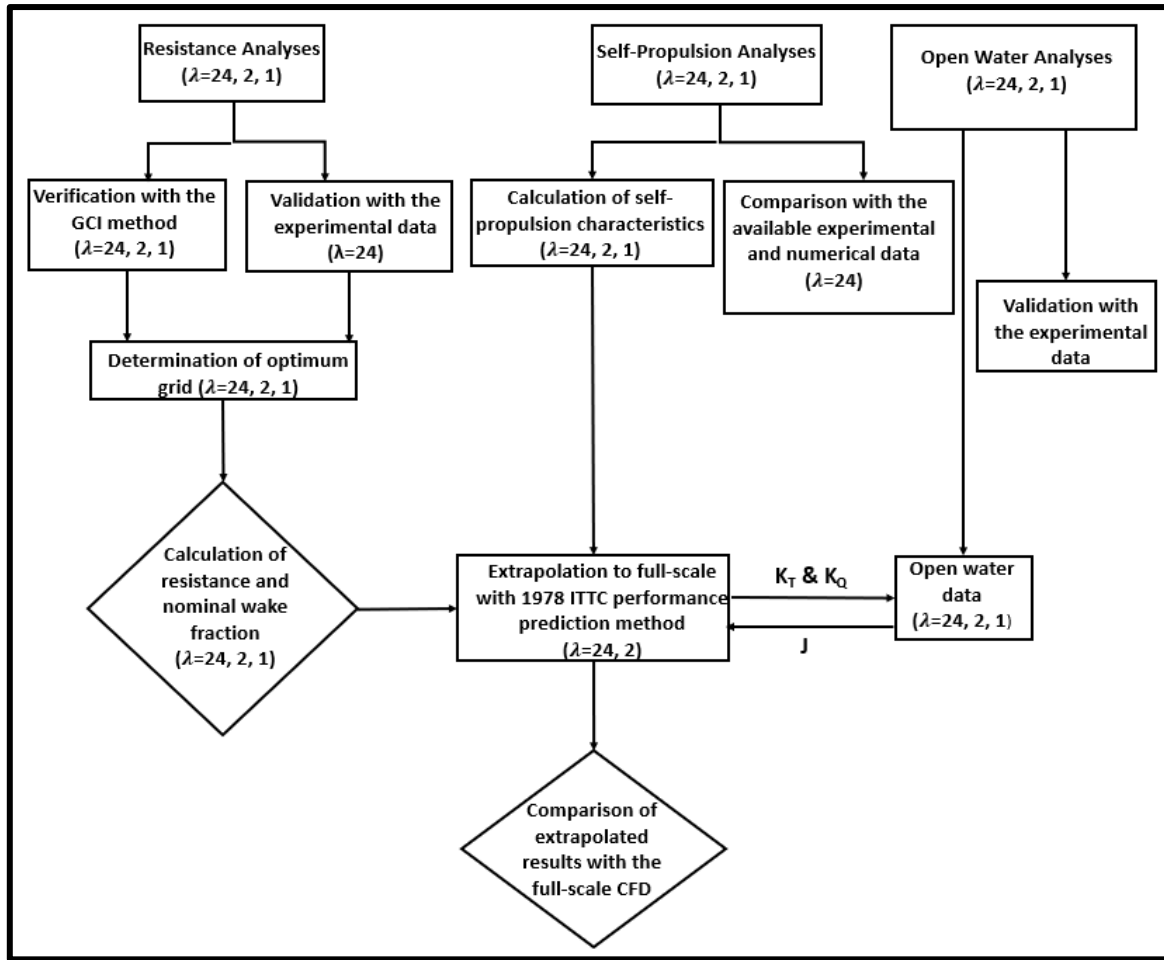 Resistance Analyses
(λ=24, 2, 1)
Self-Propulsion Analyses
(λ=24, 2, 1)
Open Water Analyses
(λ=24, 2, 1)
Verification with the
GCI method
(λ=24, 2, 1)
Validation with
the experimental
data
(λ=24)
Calculation of self-
propulsion characteristics
(λ=24, 2, 1)
Comparison with the
available experimental
and numerical data
(λ=24)
Validation with
the experimental
data
Determination of optimum
grid (λ=24, 2, 1)
Calculation of
resistance and
nominal wake
fraction
(λ=24, 2, 1)
Extrapolation to full-scale
with 1978 ITTC performance
prediction method
(λ=24, 2)
K_T & K_Q
J
Open water
data
(λ=24, 2, 1)
Comparison of
extrapolated
results with the
full-scale CFD